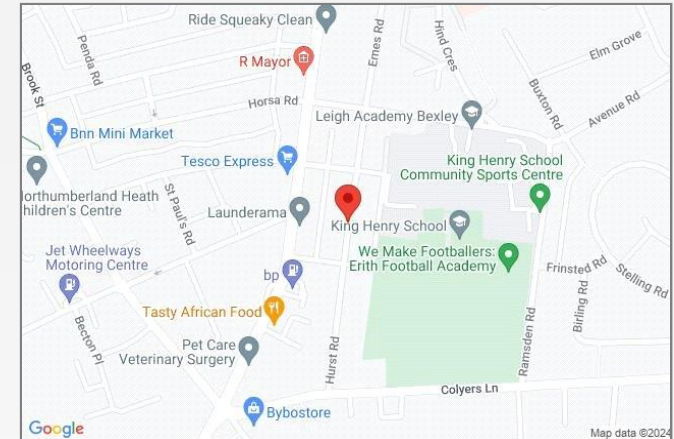 Ride Squeaky Clean
Emes Rd
Hind Cres
Penda Rd
Elm Grove
R Mayor
Brook St
Buxton Rd
Avenue Rd
Horsa Rd
Leigh Academy Bexley
Bnn Mini Market
Tesco Express
King Henry School
Community Sports Centre
orthumberland Heath
hildren's Centre
St Paul's Rd
Launderama
King Henry School
We Make Footballers:
Erith Football Academy
Jet Wheelways
Motoring Centre
bp
Frinsted Rd
Stelling Rd
Birling Rd
Tasty African Food
Becton Pl
Ramsden Rd
Hurst Rd
Pet Care
Veterinary Surgery
Colyers Ln
Bybostore
Google
Map data ©2024